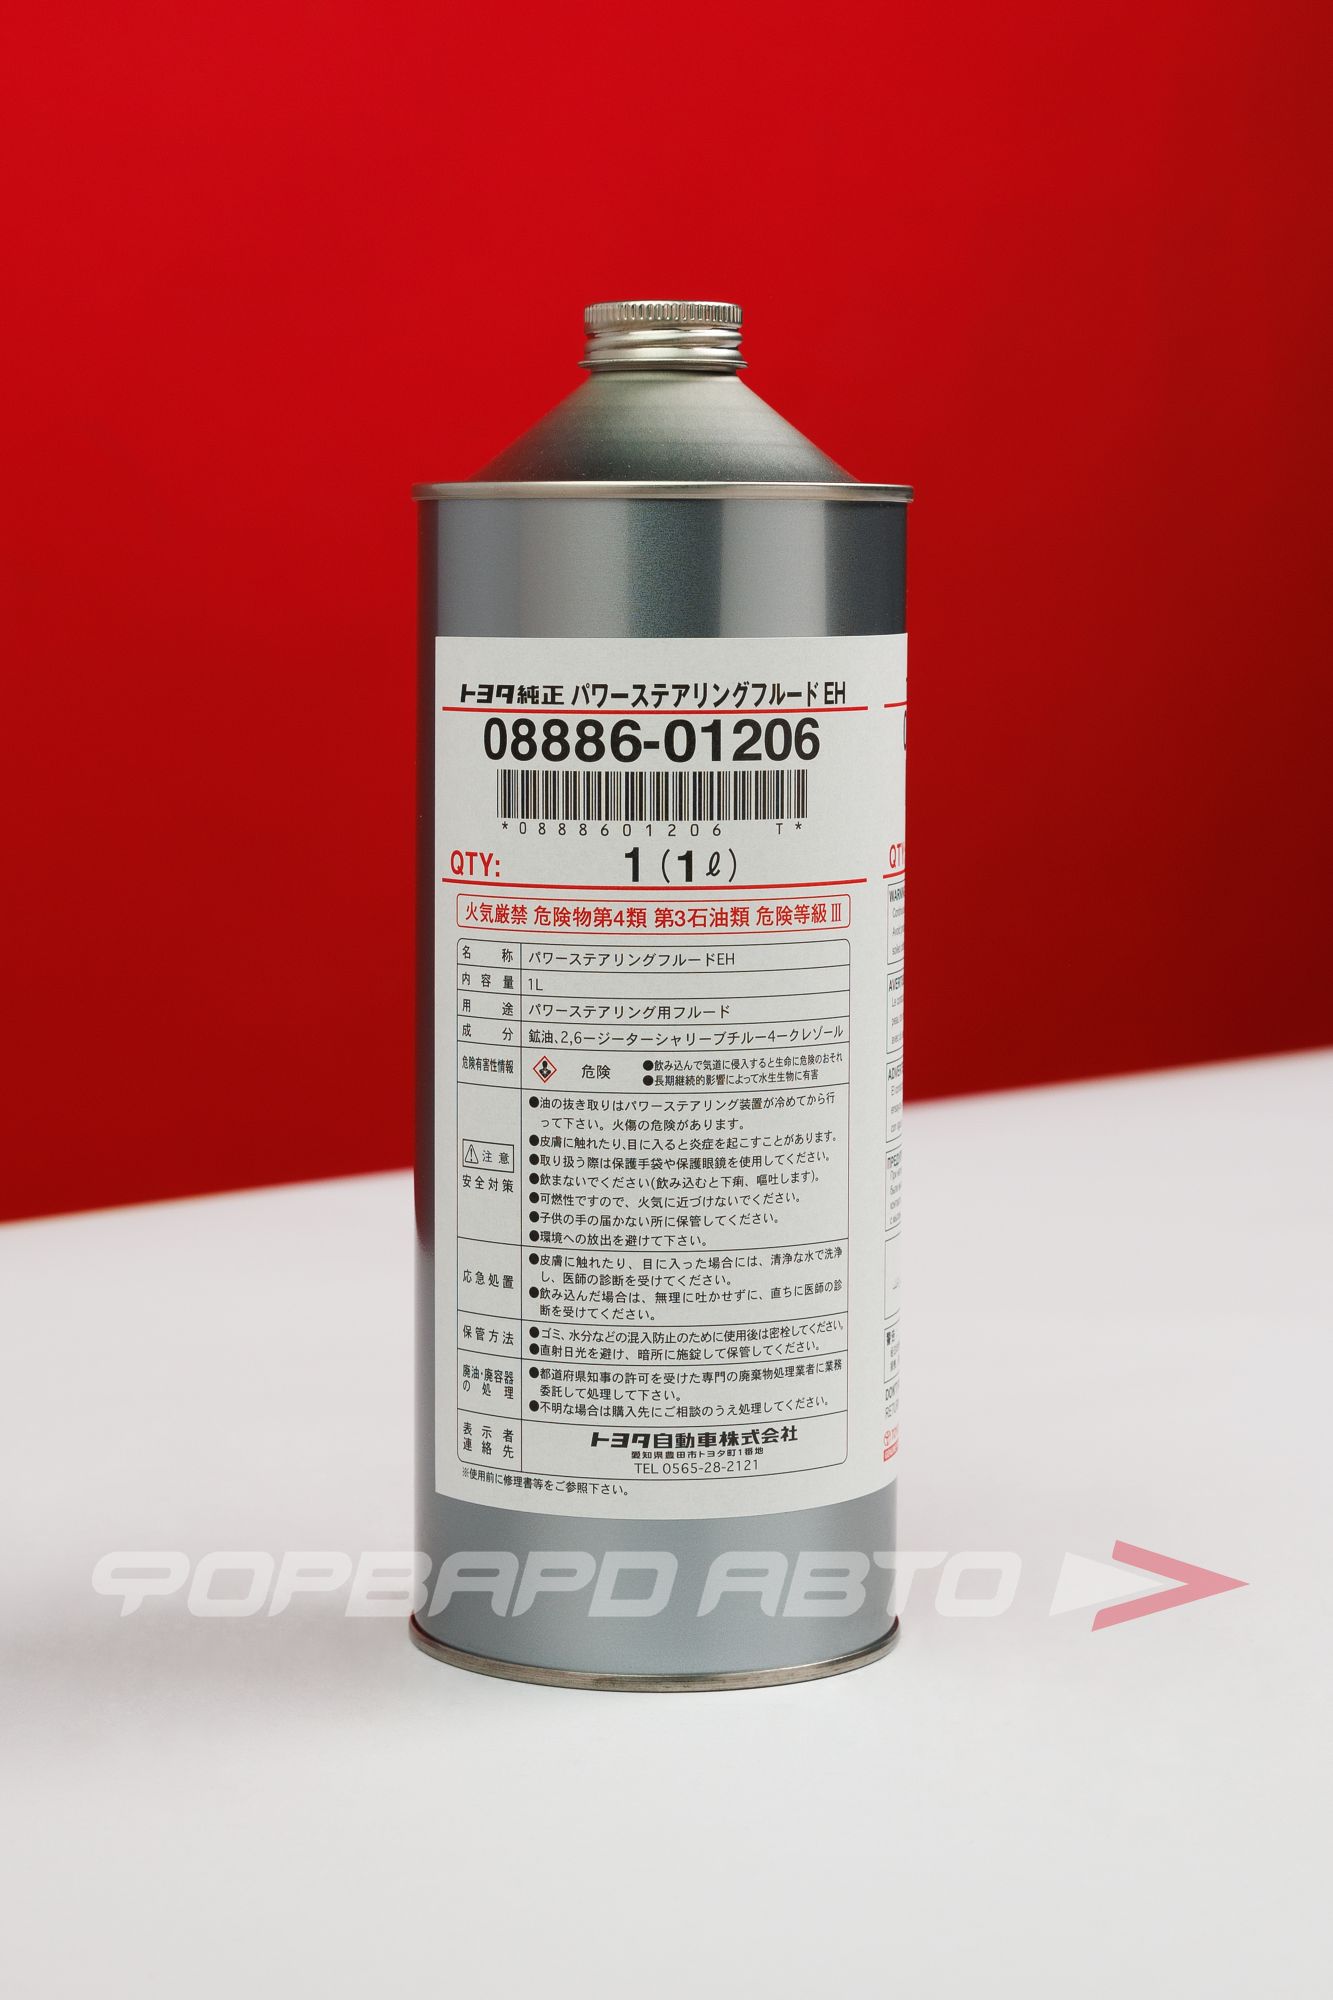 トヨタ純正 パワーステアリングフルード EH
08886-01206
*0888601206 T*
QTY: 1 (1ℓ)
火気厳禁 危険物第4類 第3石油類 危険等級Ⅲ
名称 パワーステアリングフルードEH
内容量 1L
用途 パワーステアリング用フルード
成分 鉱油、2,6ージーターシャリーブチルー4ークレゾール
危険有害性情報 危険 ●飲み込んで気道に侵入すると生命に危険のおそれ
●長期継続的影響によって水生生物に有害
注意 安全対策
●油の抜き取りはパワーステアリング装置が冷めてから行
って下さい。火傷の危険があります。
●皮膚に触れたり、目に入ると炎症を起こすことがあります。
●取り扱う際は保護手袋や保護眼鏡を使用してください。
●飲まないでください(飲み込むと下痢、嘔吐します)。
●可燃性ですので、火気に近づけないでください。
●子供の手の届かない所に保管してください。
●環境への放出を避けて下さい。
応急処置 ●皮膚に触れたり、目に入った場合には、清浄な水で洗浄
し、医師の診断を受けてください。
●飲み込んだ場合は、無理に吐かせずに、直ちに医師の診
断を受けてください。
保管方法 ●ゴミ、水分などの混入防止のために使用後は密栓してください。
●直射日光を避け、暗所に施錠して保管してください。
廃油・廃容器の処理 ●都道府県知事の許可を受けた専門の廃棄物処理業者に業務
委託して処理して下さい。
●不明な場合は購入先にご相談のうえ処理してください。
表示者連絡先 トヨタ自動車株式会社
愛知県豊田市トヨタ町1番地
TEL 0565-28-2121
※使用前に修理書等をご参照下さい。
ФОРВАРД АВТО